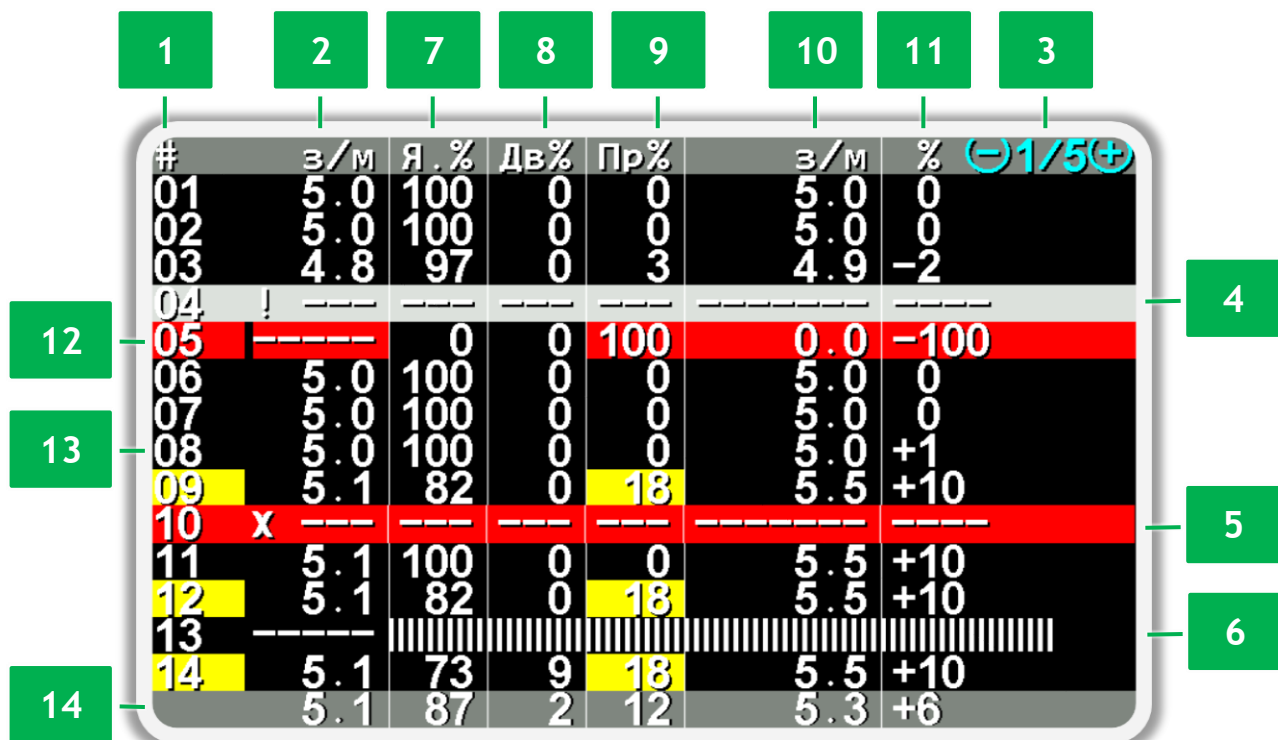 1 2 7 8 9 10 11 3
# з/м Я.% Дв% Пр% з/м % (-)1/5(+)
01 5.0 100 0 0 5.0 0
02 5.0 100 0 0 5.0 0
03 4.8 97 0 3 4.9 -2
04 ! --- --- --- --- ------- ---- 4
12 05 ----- 0 0 100 0.0 -100
06 5.0 100 0 0 5.0 0
07 5.0 100 0 0 5.0 0
13 08 5.0 100 0 0 5.0 +1
09 5.1 82 0 18 5.5 +10
10 X --- --- --- --- ------- ---- 5
11 5.1 100 0 0 5.5 +10
12 5.1 82 0 18 5.5 +10
13 ----- 6
14 5.1 73 9 18 5.5 +10
14 5.1 87 2 12 5.3 +6